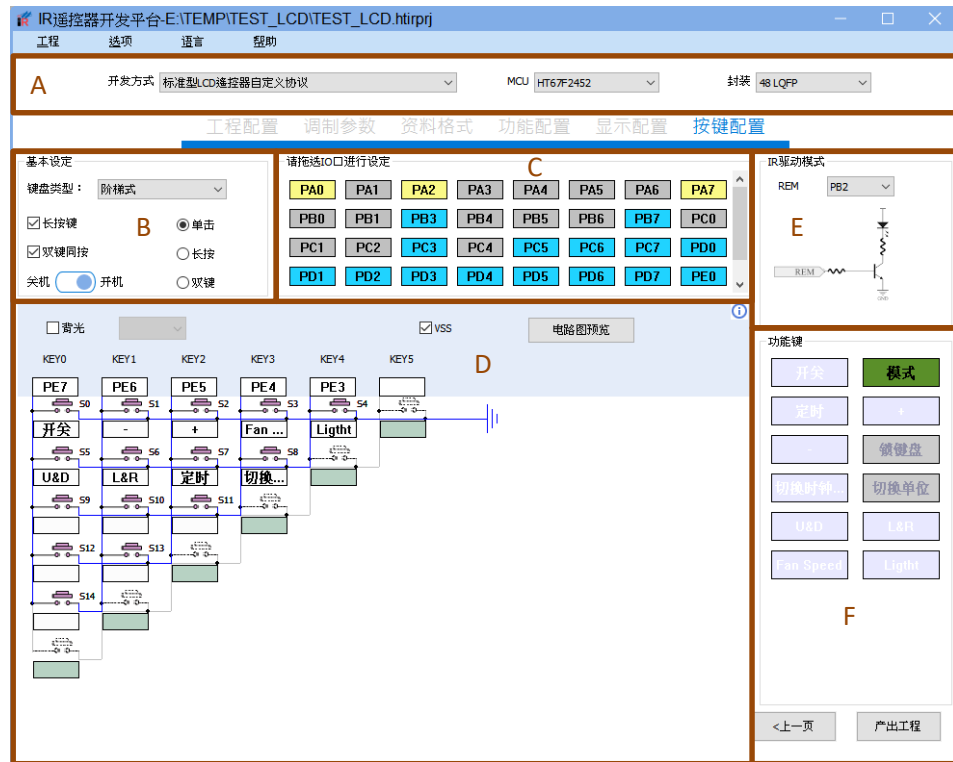 IR遥控器开发平台-E:\TEMP\TEST_LCD\TEST_LCD.htirprj
工程 选项 语言 帮助
A 开发方式 标准型LCD遥控器自定义协议 MCU HT67F2452 封装 48 LQFP
工程配置 调制参数 资料格式 功能配置 显示配置 按键配置
基本设定
键盘类型： 阶梯式
长按键 B 单击
双键同按 长按
关机 开机 双键
请拖选IO口进行设定 C
PA0 PA1 PA2 PA3 PA4 PA5 PA6 PA7
PB0 PB1 PB3 PB4 PB5 PB6 PB7 PC0
PC1 PC2 PC3 PC4 PC5 PC6 PC7 PD0
PD1 PD2 PD3 PD4 PD5 PD6 PD7 PE0
IR驱动模式
REM PB2
E
REM
GND
背光 VSS 电路图预览
KEY0 KEY1 KEY2 KEY3 KEY4 KEY5 D
PE7 PE6 PE5 PE4 PE3
S0 S1 S2 S3 S4
开关 - + Fan ... Ligtht
S5 S6 S7 S8
U&D L&R 定时 切换...
S9 S10 S11
S12 S13
S14
功能键
开关 模式
定时 +
- 锁键盘
切换时钟... 切换单位
U&D L&R
Fan Speed Ligtht
F
<上一页 产出工程